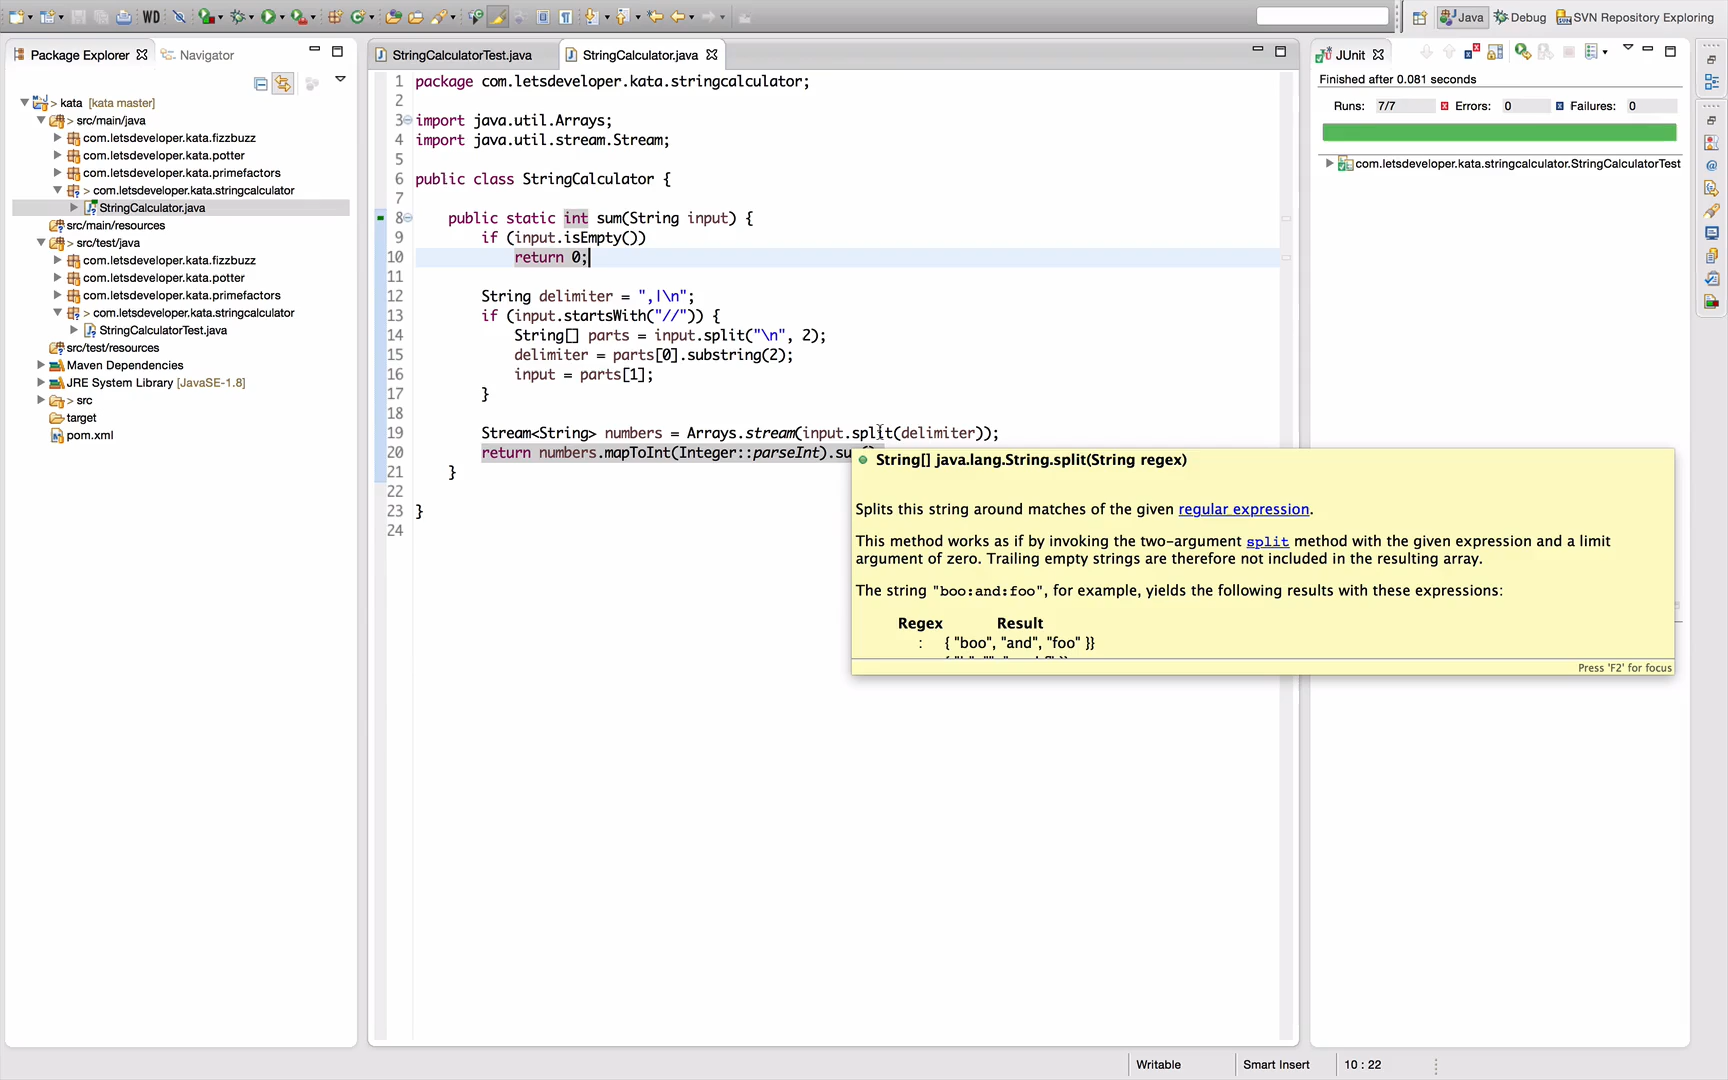 WD
Java
Debug
SVN Repository Exploring
Package Explorer
Navigator
> kata [kata master]
> src/main/java
com.letsdeveloper.kata.fizzbuzz
com.letsdeveloper.kata.potter
com.letsdeveloper.kata.primefactors
> com.letsdeveloper.kata.stringcalculator
StringCalculator.java
src/main/resources
> src/test/java
com.letsdeveloper.kata.fizzbuzz
com.letsdeveloper.kata.potter
com.letsdeveloper.kata.primefactors
> com.letsdeveloper.kata.stringcalculator
StringCalculatorTest.java
src/test/resources
Maven Dependencies
JRE System Library [JavaSE-1.8]
> src
target
pom.xml
StringCalculatorTest.java
StringCalculator.java
1 package com.letsdeveloper.kata.stringcalculator;
2
3 import java.util.Arrays;
4 import java.util.stream.Stream;
5
6 public class StringCalculator {
7
8 public static int sum(String input) {
9 if (input.isEmpty())
10 return 0;
11
12 String delimiter = ",|\n";
13 if (input.startsWith("//")) {
14 String[] parts = input.split("\n", 2);
15 delimiter = parts[0].substring(2);
16 input = parts[1];
17 }
18
19 Stream<String> numbers = Arrays.stream(input.split(delimiter));
20 return numbers.mapToInt(Integer::parseInt).su
21 }
22
23 }
24
String[] java.lang.String.split(String regex)
Splits this string around matches of the given regular expression.
This method works as if by invoking the two-argument split method with the given expression and a limit
argument of zero. Trailing empty strings are therefore not included in the resulting array.
The string "boo:and:foo", for example, yields the following results with these expressions:
Regex Result
: { "boo", "and", "foo" }}
Press 'F2' for focus
JUnit
Finished after 0.081 seconds
Runs: 7/7 Errors: 0 Failures: 0
com.letsdeveloper.kata.stringcalculator.StringCalculatorTest
Writable
Smart Insert
10 : 22